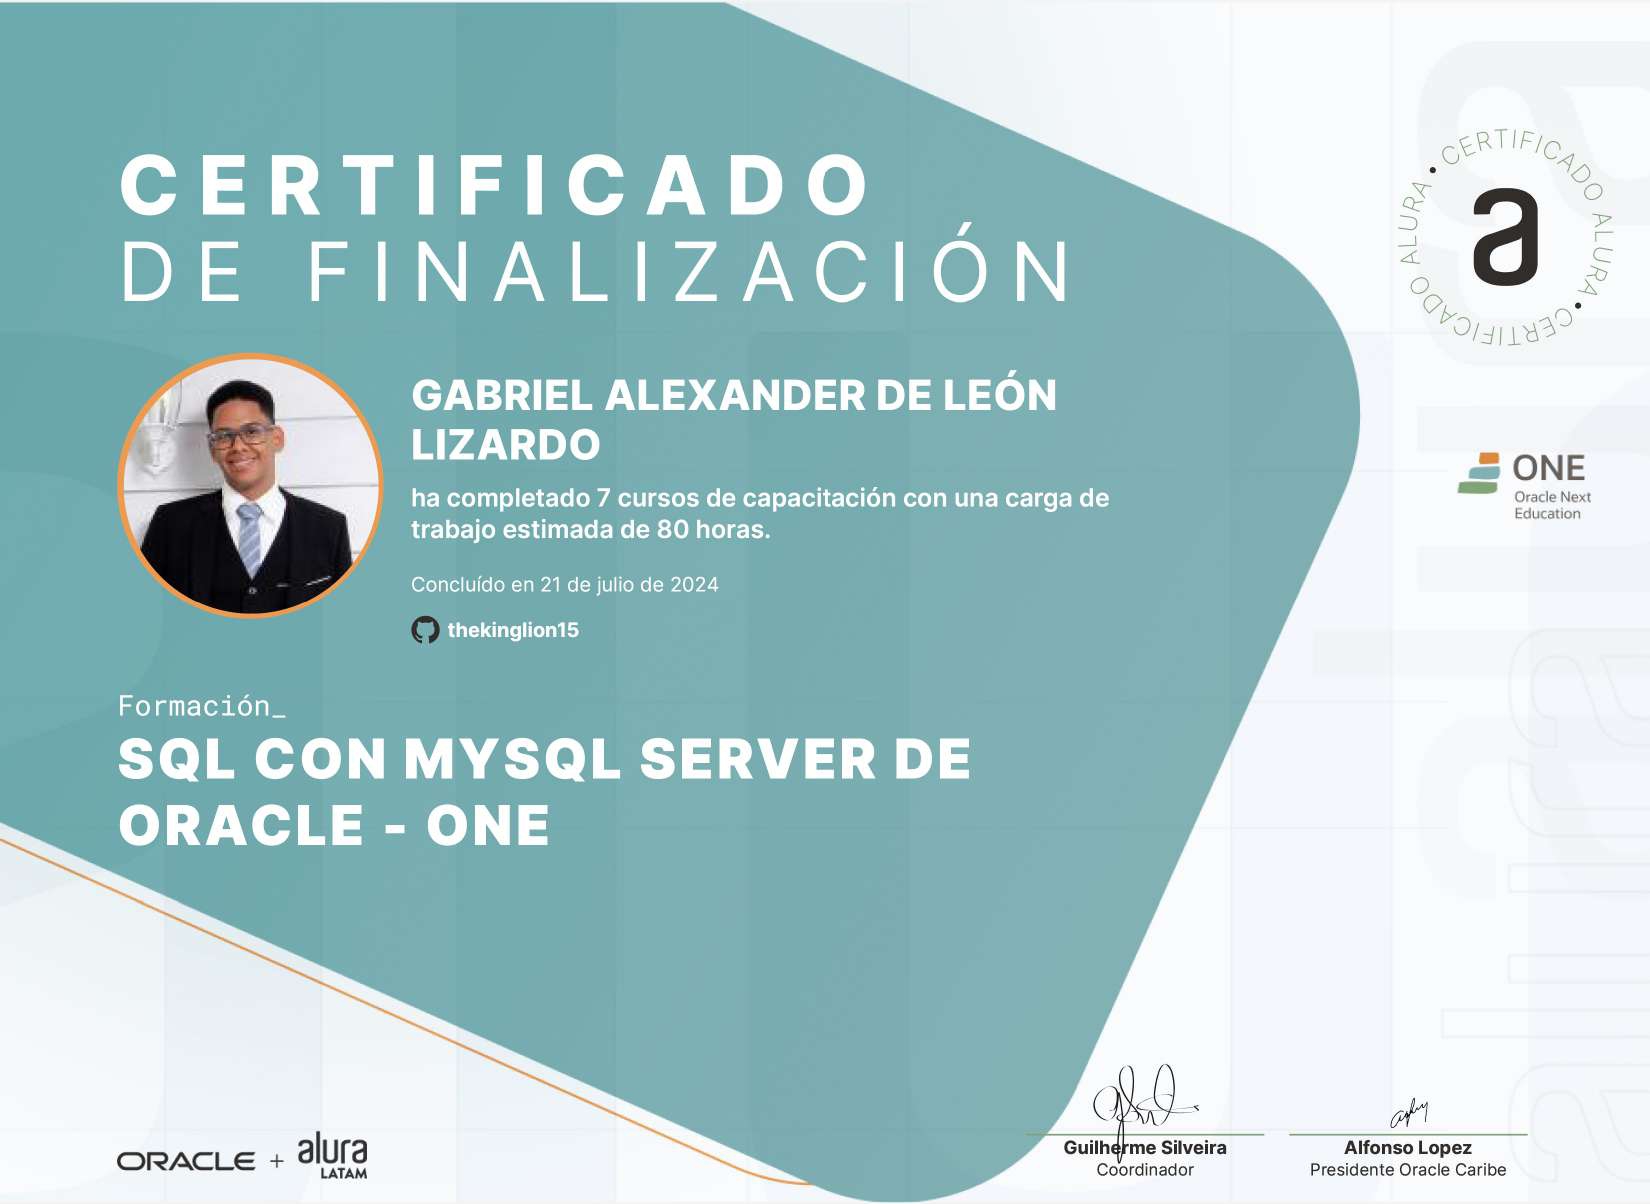 CERTIFICADO
DE FINALIZACIÓN
CERTIFICADO ALURA • CERTIFICADO ALURA •
a
GABRIEL ALEXANDER DE LEÓN
LIZARDO
ha completado 7 cursos de capacitación con una carga de
trabajo estimada de 80 horas.
Concluído en 21 de julio de 2024
thekinglion15
ONE
Oracle Next
Education
Formación_
SQL CON MYSQL SERVER DE
ORACLE - ONE
ORACLE + alura
LATAM
Guilherme Silveira
Coordinador
Alfonso Lopez
Presidente Oracle Caribe